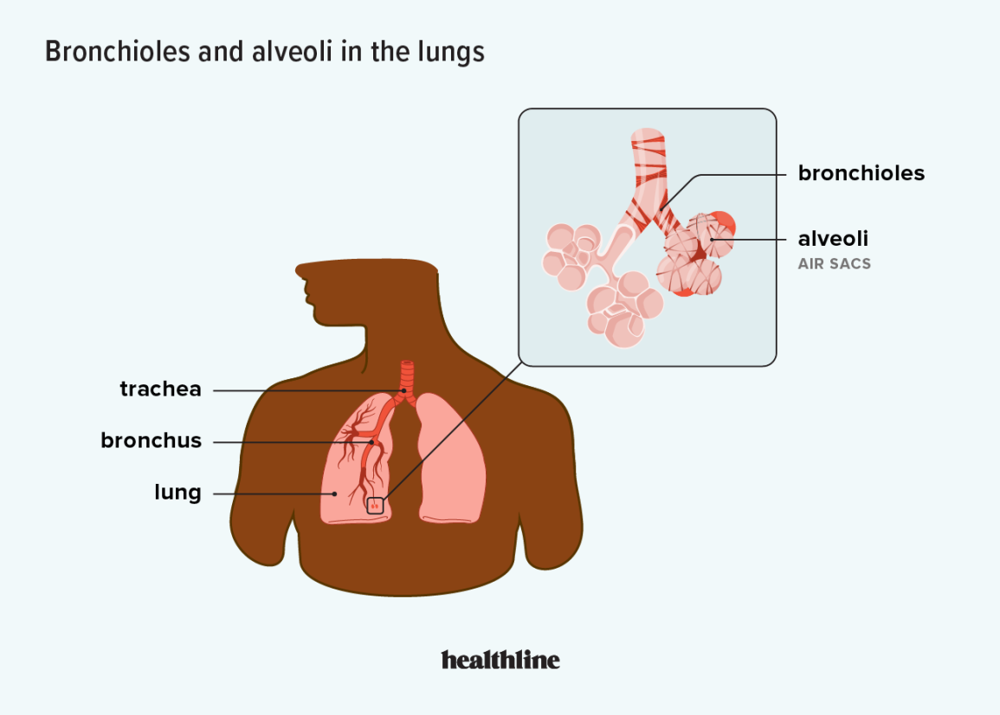 Bronchioles and alveoli in the lungs
bronchioles
alveoli
AIR SACS
trachea
bronchus
lung
healthline